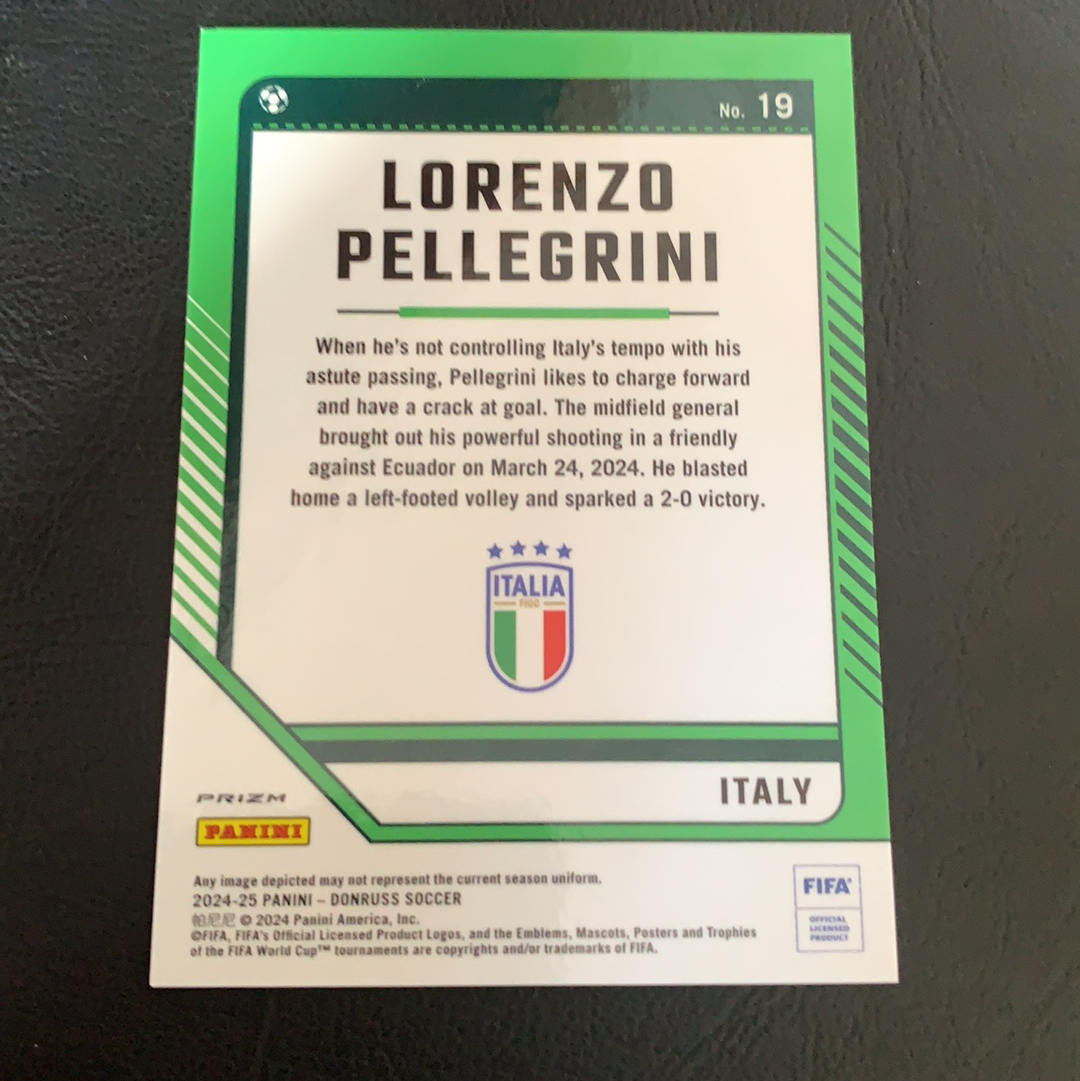 No. 19
LORENZO
PELLEGRINI
When he's not controlling Italy's tempo with his
astute passing, Pellegrini likes to charge forward
and have a crack at goal. The midfield general
brought out his powerful shooting in a friendly
against Ecuador on March 24, 2024. He blasted
home a left-footed volley and sparked a 2-0 victory.
ITALIA
FIGC
ITALY
PRIZM
PANINI
Any image depicted may not represent the current season uniform.
2024-25 PANINI – DONRUSS SOCCER
帕尼尼 © 2024 Panini America, Inc.
©FIFA, FIFA's Official Licensed Product Logos, and the Emblems, Mascots, Posters and Trophies
of the FIFA World Cup™ tournaments are copyrights and/or trademarks of FIFA.
FIFA®
OFFICIAL
LICENSED
PRODUCT